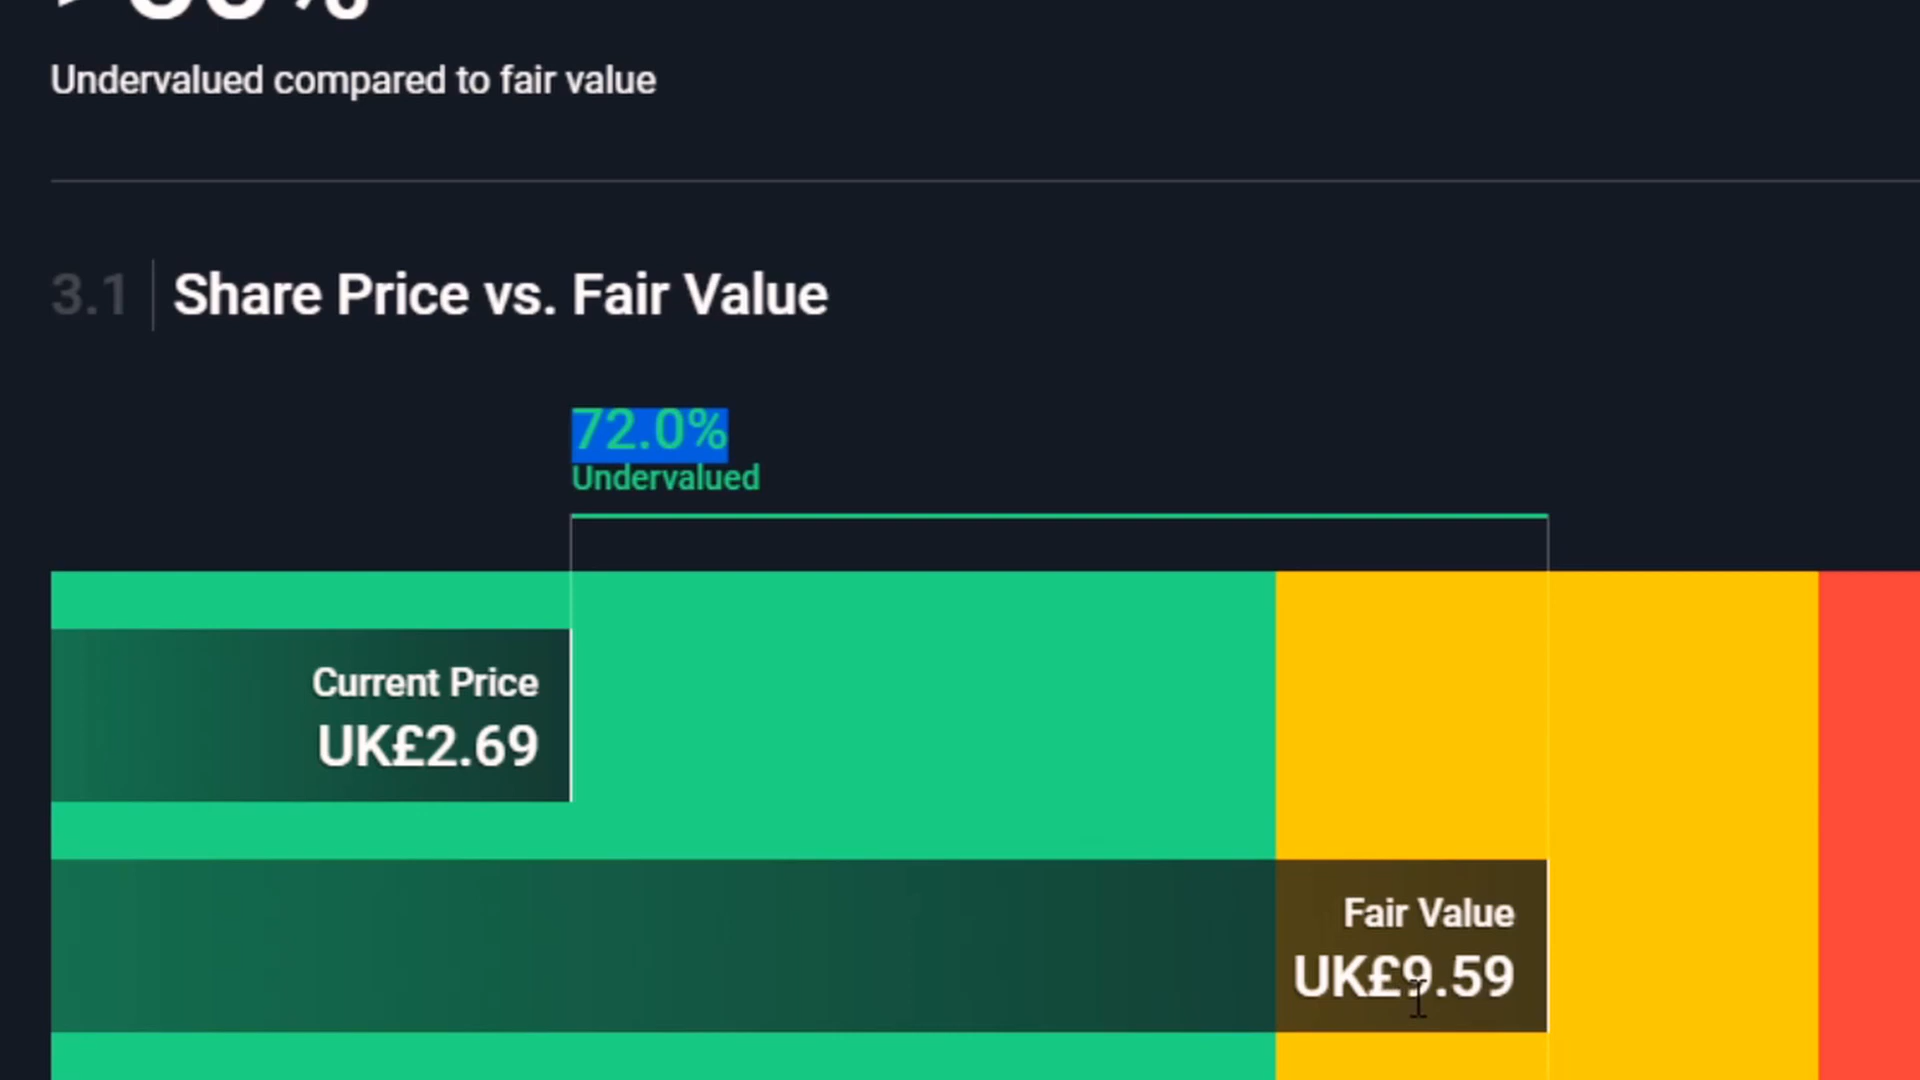 Undervalued compared to fair value
3.1 Share Price vs. Fair Value
72.0%
Undervalued
Current Price
UK£2.69
Fair Value
UK£9.59